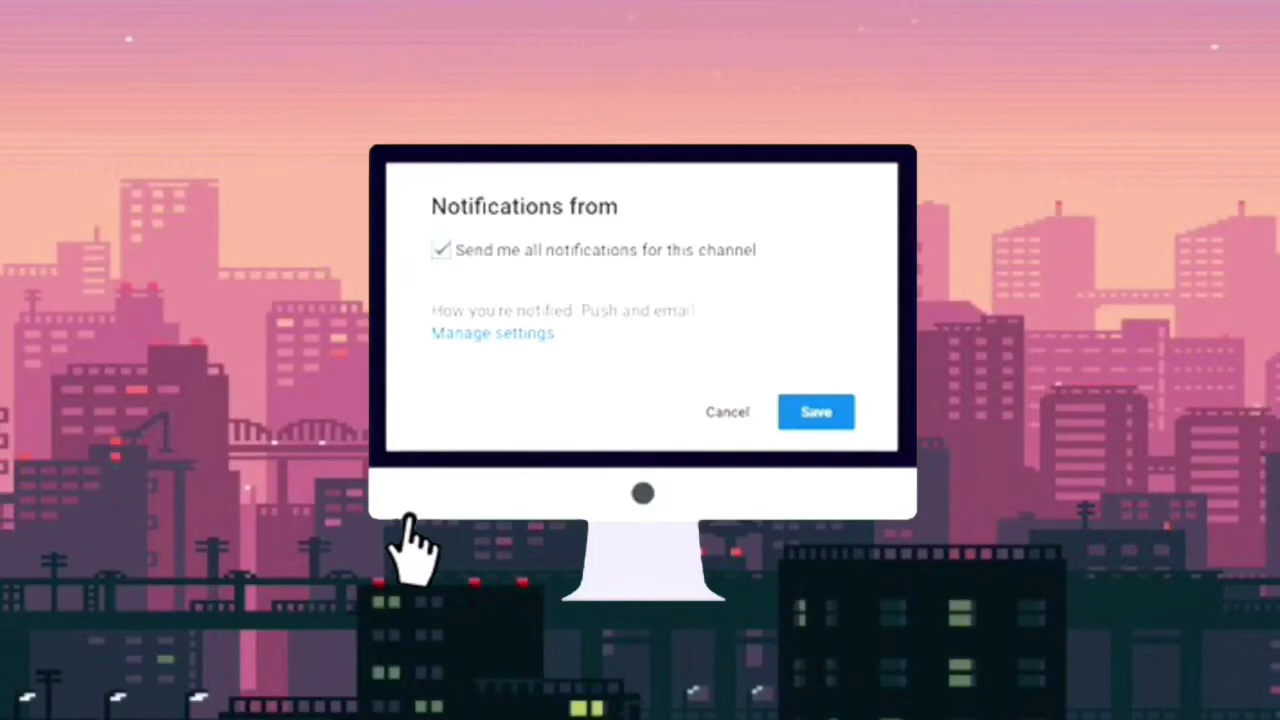 Notifications from
Send me all notifications for this channel
How you're notified. Push and email
Manage settings
Cancel
Save